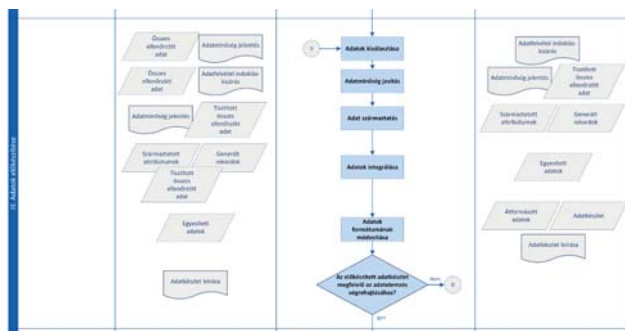 III. Adatok előkészítése
Összes
ellenőrzött
adat
Adatminőség jelentés
Összes
ellenőrzött
adat
Adatfelvétel indoklás-
kizárás
Adatminőség jelentés
Tisztított
összes
ellenőrzött
adat
Származtatott
attribútumok
Generált
rekordok
Tisztított
összes
ellenőrzött
adat
Egyesített
adatok
Adatkészlet leírása
Adatok kiválasztása
Adatminőség javítás
Adat származtatás
Adatok integrálása
Adatok
formátumának
módosítása
Az előkészített adatkészlet
megfelelő az adatelemzés
végrehajtásához?
Nem
D
Igen
Adatfelvétel indoklás-
kizárás
Adatminőség jelentés
Tisztított
összes
ellenőrzött
adat
Származtatott
attribútumok
Generált
rekordok
Egyesített
adatok
Átformázott
adatok
Adatkészlet
Adatkészlet leírása